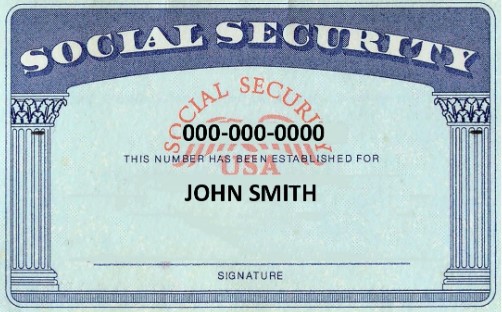 SOCIAL SECURITY
SOCIAL SECURITY
000-000-0000
THIS NUMBER HAS BEEN ESTABLISHED FOR
USA
JOHN SMITH
SIGNATURE